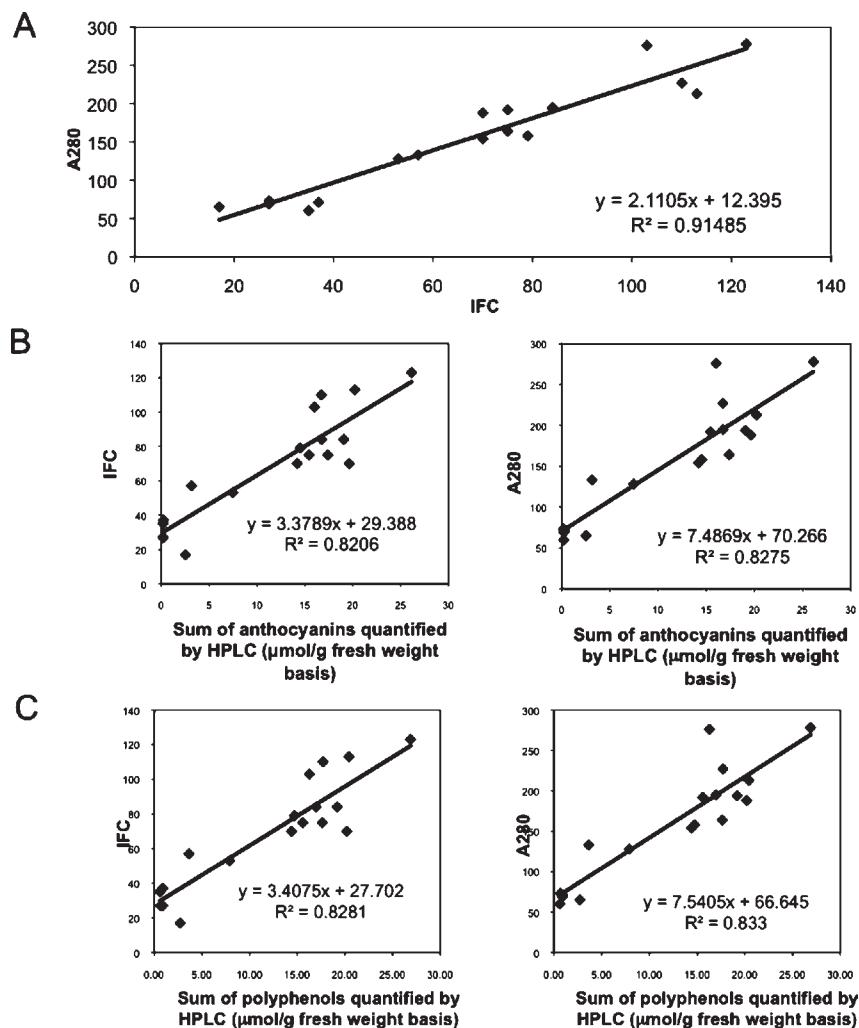 A
300
250
200
150
100
50
0
A280
y = 2.1105x + 12.395
R² = 0.91485
0 20 40 60 80 100 120 140
IFC
B
140
120
100
80
60
40
20
0
IFC
y = 3.3789x + 29.388
R² = 0.8206
0 5 10 15 20 25 30
Sum of anthocyanins quantified
by HPLC (µmol/g fresh weight
basis)
300
250
200
150
100
50
0
A280
y = 7.4869x + 70.266
R² = 0.8275
0 5 10 15 20 25 30
Sum of anthocyanins quantified
by HPLC (µmol/g fresh weight
basis)
C
140
120
100
80
60
40
20
0
IFC
y = 3.4075x + 27.702
R² = 0.8281
0.00 5.00 10.00 15.00 20.00 25.00 30.00
Sum of polyphenols quantified by
HPLC (µmol/g fresh weight basis)
300
250
200
150
100
50
0
A280
y = 7.5405x + 66.645
R² = 0.833
0.00 5.00 10.00 15.00 20.00 25.00 30.00
Sum of polyphenols quantified by
HPLC (µmol/g fresh weight basis)